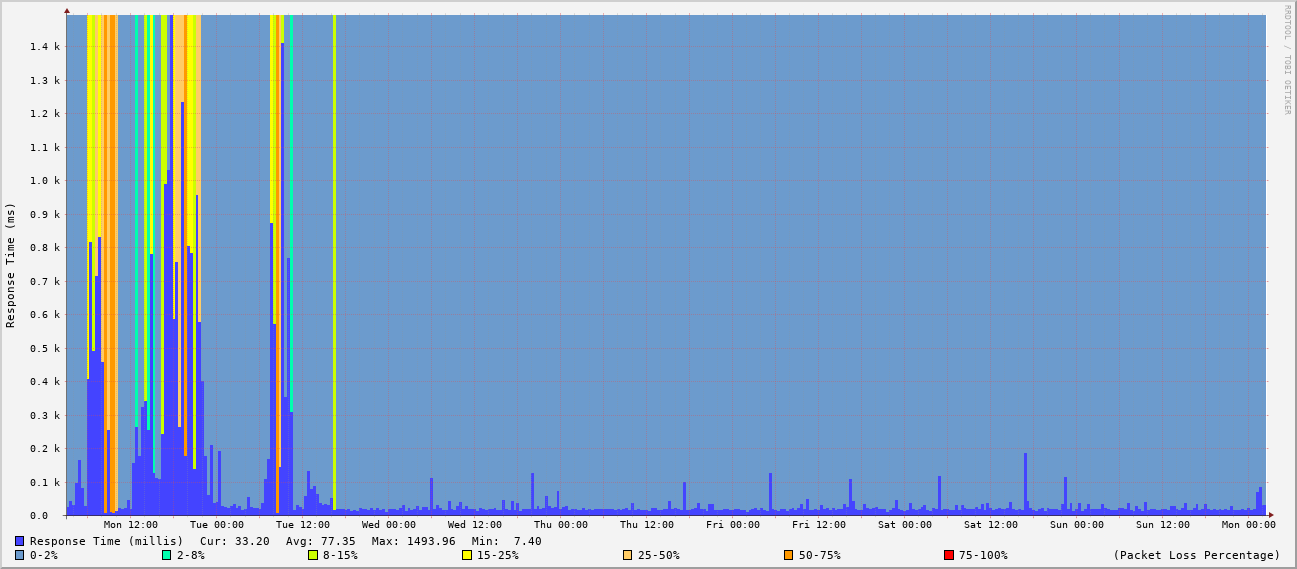 RRDTOOL / TOBI OETIKER
Response Time (ms)
1.4 k
1.3 k
1.2 k
1.1 k
1.0 k
0.9 k
0.8 k
0.7 k
0.6 k
0.5 k
0.4 k
0.3 k
0.2 k
0.1 k
0.0
Mon 12:00 Tue 00:00 Tue 12:00 Wed 00:00 Wed 12:00 Thu 00:00 Thu 12:00 Fri 00:00 Fri 12:00 Sat 00:00 Sat 12:00 Sun 00:00 Sun 12:00 Mon 00:00
Response Time (millis) Cur: 33.20 Avg: 77.35 Max: 1493.96 Min: 7.40
0-2% 2-8% 8-15% 15-25% 25-50% 50-75% 75-100% (Packet Loss Percentage)